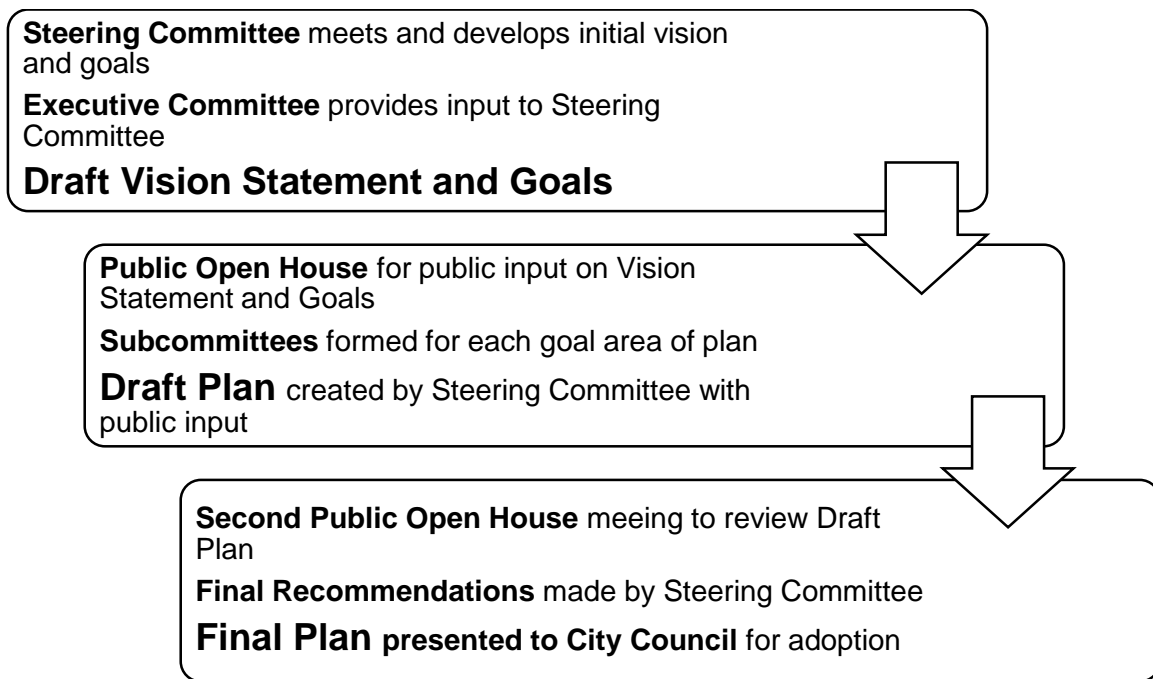 Steering Committee meets and develops initial vision
and goals
Executive Committee provides input to Steering
Committee
Draft Vision Statement and Goals
Public Open House for public input on Vision
Statement and Goals
Subcommittees formed for each goal area of plan
Draft Plan created by Steering Committee with
public input
Second Public Open House meeing to review Draft
Plan
Final Recommendations made by Steering Committee
Final Plan presented to City Council for adoption